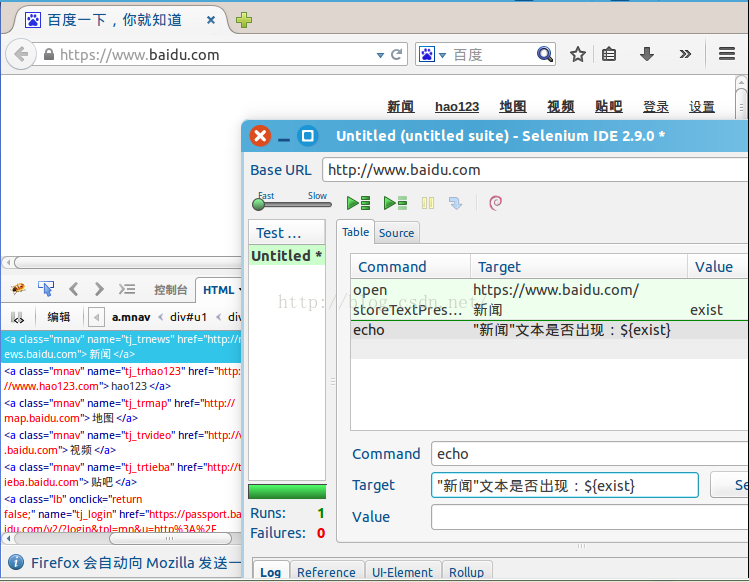 百度一下，你就知道
https://www.baidu.com
百度
新闻 hao123 地图 视频 贴吧 登录 设置
Untitled (untitled suite) - Selenium IDE 2.9.0 *
Base URL http://www.baidu.com
Fast Slow
Test ...
Untitled *
Table Source
Command Target Value
open https://www.baidu.com/
storeTextPres... 新闻 exist
echo "新闻"文本是否出现：${exist}
http://blog.csdn.net/
Command echo
Target "新闻"文本是否出现：${exist} Se
Value
Runs: 1
Failures: 0
Log Reference UI-Element Rollup
控制台 HTML
编辑 a.mnav < div#u1 < di
<a class="mnav" name="tj_trnews" href="http://n
ews.baidu.com"> 新闻 </a>
<a class="mnav" name="tj_trhao123" href="http:
//www.hao123.com"> hao123 </a>
<a class="mnav" name="tj_trmap" href="http://
map.baidu.com"> 地图 </a>
<a class="mnav" name="tj_trvideo" href="http://v
.baidu.com"> 视频 </a>
<a class="mnav" name="tj_trtieba" href="http://t
ieba.baidu.com"> 贴吧 </a>
<a class="lb" onclick="return
false;" name="tj_login" href="https://passport.ba
idu.com/v2/?login&tpl=mn&u=http%3A%2F
Firefox 会自动向 Mozilla 发送一